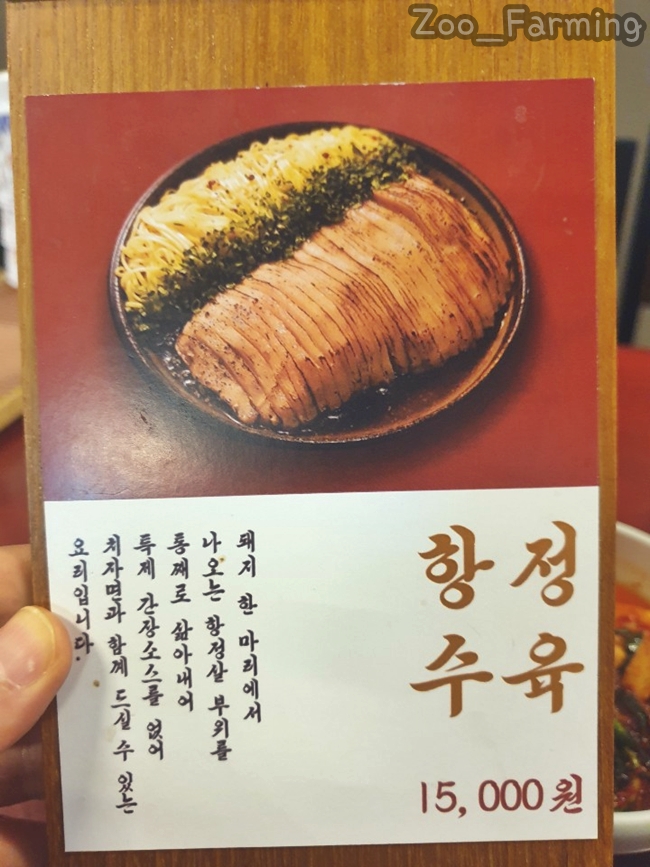 Zoo_Farming
항정
수육
15,000원
돼지 한 마리에서
나오는 항정살 부위를
통째로 삶아내어
특제 간장소스를 얹어
치자면과 함께 드실 수 있는
요리입니다.